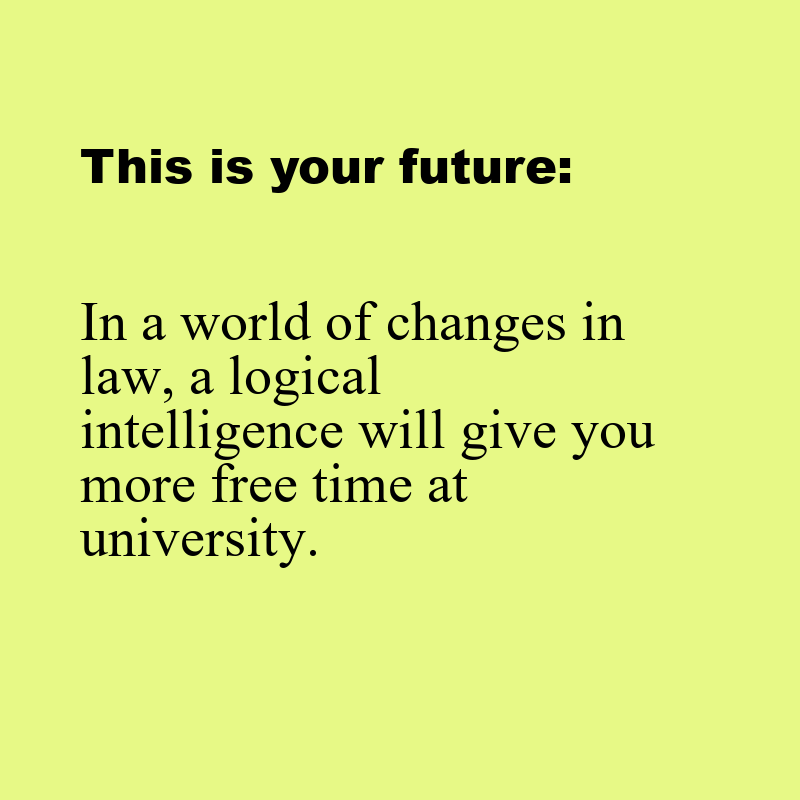 This is your future:
In a world of changes in
law, a logical
intelligence will give you
more free time at
university.